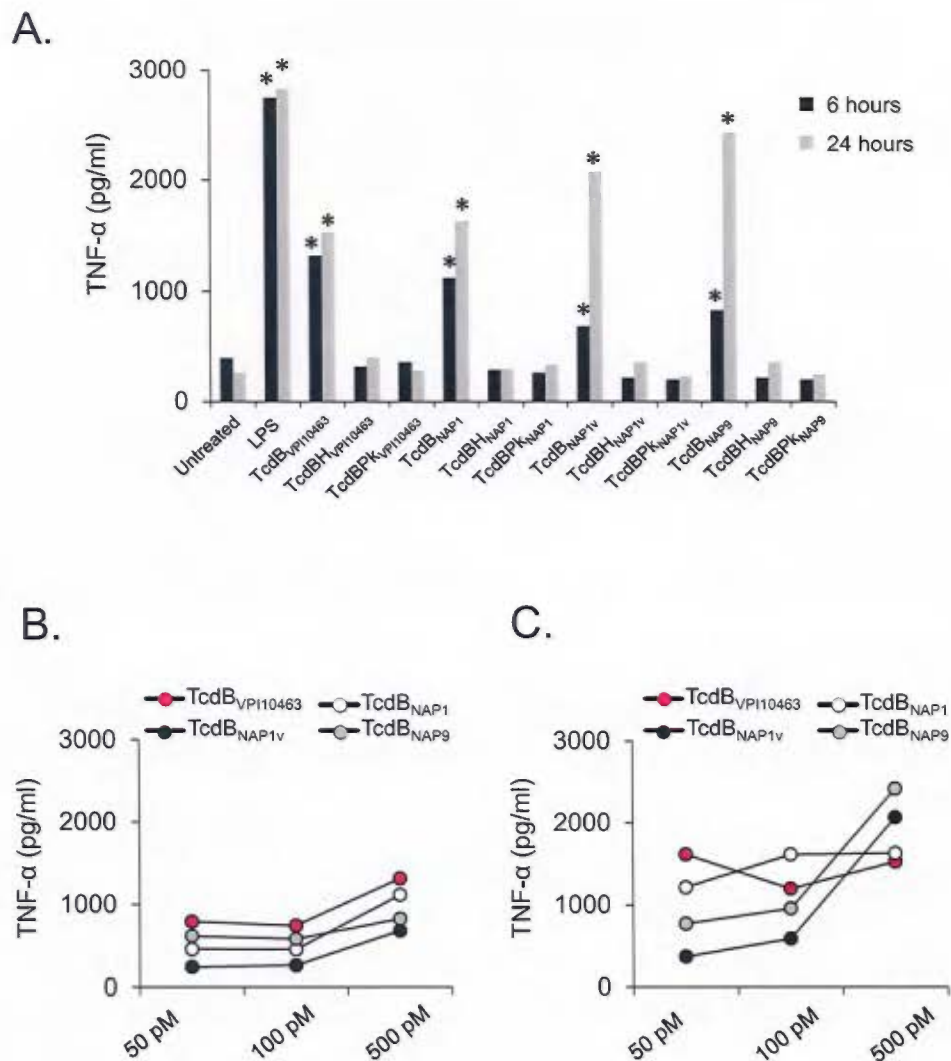 A.
* *
3000
2000
1000
0
TNF-α (pg/ml)
■ 6 hours
■ 24 hours
* *
* *
* *
* *
Untreated
LPS
TcdBVPI10463
TcdBHVPI10463
TcdBPkVPI10463
TcdBNAP1
TcdBHNAP1
TcdBPkNAP1
TcdBNAP1v
TcdBHNAP1v
TcdBPkNAP1v
TcdBNAP9
TcdBHNAP9
TcdBPkNAP9
B.
TcdBVPI10463 TcdBNAP1
TcdBNAP1v TcdBNAP9
3000
2000
1000
0
TNF-α (pg/ml)
50 pM 100 pM 500 pM
C.
TcdBVPI10463 TcdBNAP1
TcdBNAP1v TcdBNAP9
3000
2000
1000
0
TNF-α (pg/ml)
50 pM 100 pM 500 pM